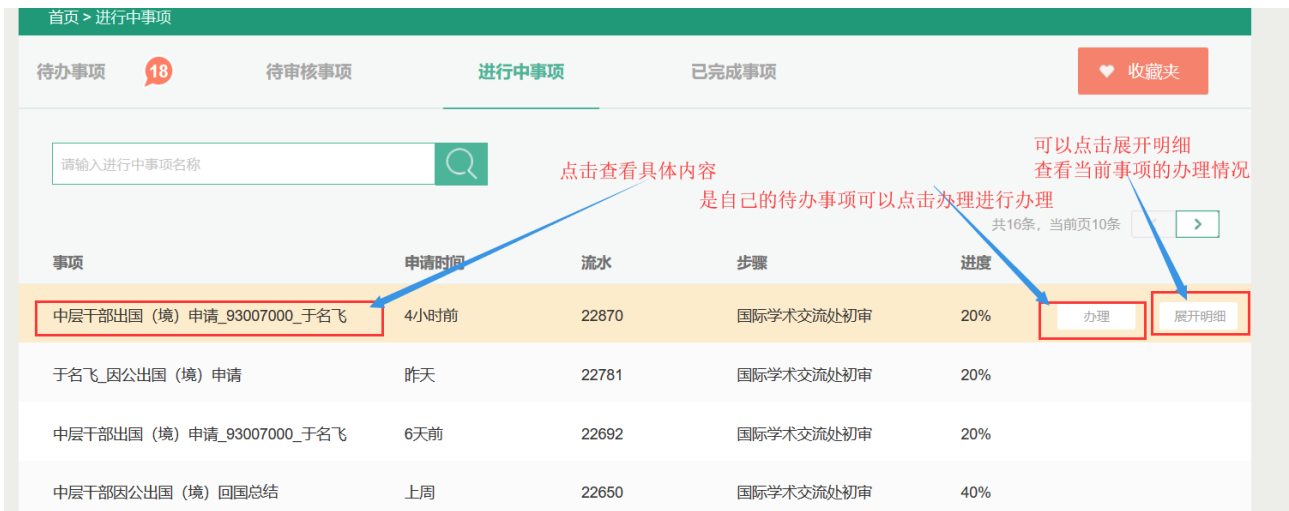 首页 > 进行中事项
待办事项 18 待审核事项 进行中事项 已完成事项 收藏夹
请输入进行中事项名称
可以点击展开明细
点击查看具体内容 查看当前事项的办理情况
是自己的待办事项可以点击办理进行办理
共16条，当前页10条
事项 申请时间 流水 步骤 进度
中层干部出国（境）申请_93007000_于名飞 4小时前 22870 国际学术交流处初审 20% 办理 展开明细
于名飞_因公出国（境）申请 昨天 22781 国际学术交流处初审 20%
中层干部出国（境）申请_93007000_于名飞 6天前 22692 国际学术交流处初审 20%
中层干部因公出国（境）回国总结 上周 22650 国际学术交流处初审 40%